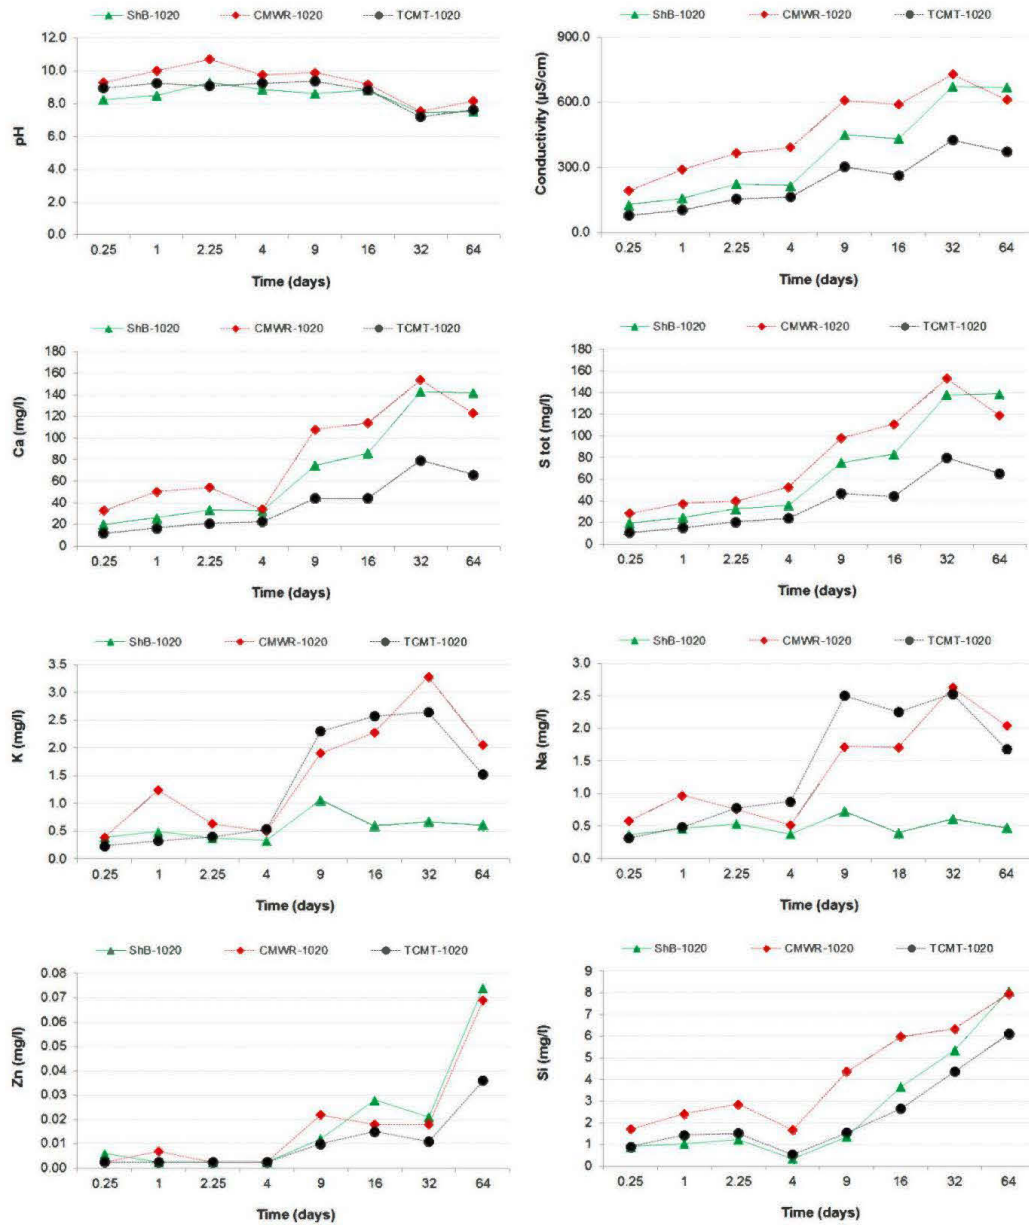 ShB-1020 CMWR-1020 TCMT-1020
pH
12.0
10.0
8.0
6.0
4.0
2.0
0.0
0.25 1 2.25 4 9 16 32 64
Time (days)
ShB-1020 CMWR-1020 TCMT-1020
Conductivity (µS/cm)
900.0
600.0
300.0
0.0
0.25 1 2.25 4 9 16 32 64
Time (days)
ShB-1020 CMWR-1020 TCMT-1020
Ca (mg/l)
180
160
140
120
100
80
60
40
20
0
0.25 1 2.25 4 9 16 32 64
Time (days)
ShB-1020 CMWR-1020 TCMT-1020
S tot (mg/l)
180
160
140
120
100
80
60
40
20
0
0.25 1 2.25 4 9 16 32 64
Time (days)
ShB-1020 CMWR-1020 TCMT-1020
K (mg/l)
3.5
3.0
2.5
2.0
1.5
1.0
0.5
0.0
0.25 1 2.25 4 9 16 32 64
Time (days)
ShB-1020 CMWR-1020 TCMT-1020
Na (mg/l)
3.0
2.5
2.0
1.5
1.0
0.5
0.0
0.25 1 2.25 4 9 16 32 64
Time (days)
ShB-1020 CMWR-1020 TCMT-1020
Zn (mg/l)
0.08
0.07
0.06
0.05
0.04
0.03
0.02
0.01
0.00
0.25 1 2.25 4 9 16 32 64
Time (days)
ShB-1020 CMWR-1020 TCMT-1020
Si (mg/l)
9
8
7
6
5
4
3
2
1
0
0.25 1 2.25 4 9 16 32 64
Time (days)